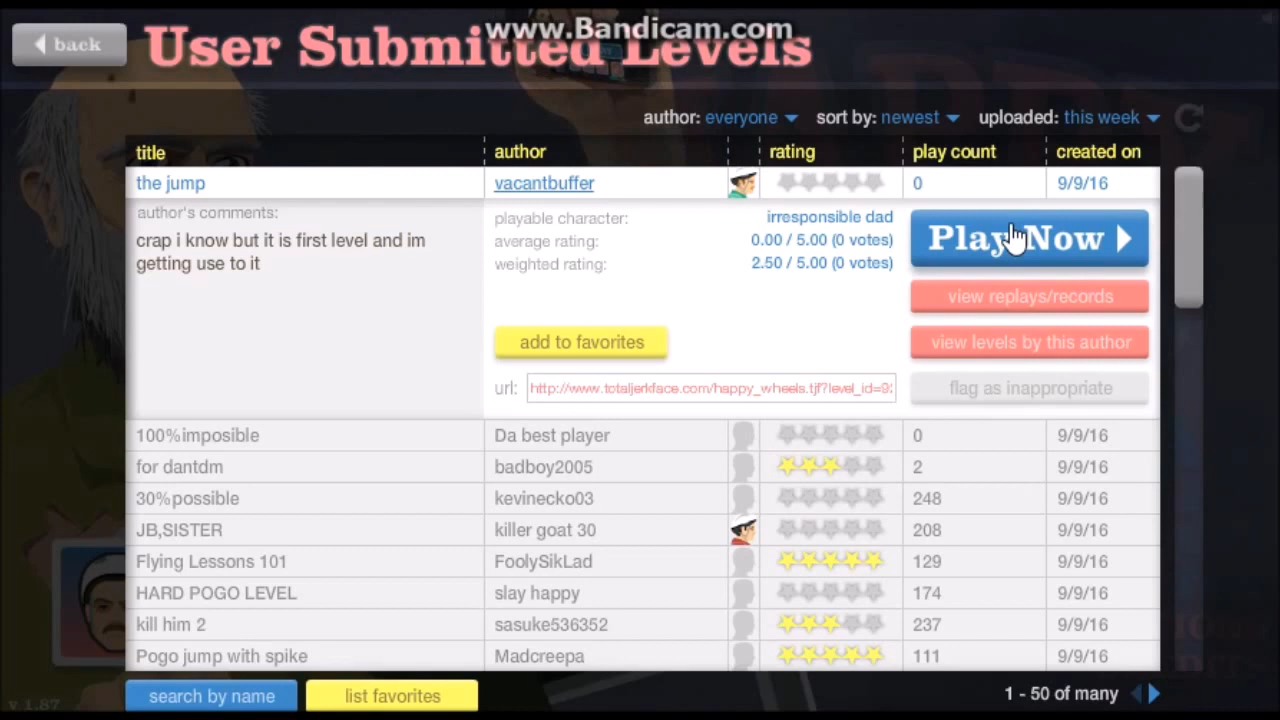 www.Bandicam.com
back
User Submitted Levels
author: everyone sort by: newest uploaded: this week
title author rating play count created on
the jump vacantbuffer 0 9/9/16
author's comments:
crap i know but it is first level and im
getting use to it
playable character: irresponsible dad
average rating: 0.00 / 5.00 (0 votes)
weighted rating: 2.50 / 5.00 (0 votes)
Play Now
view replays/records
add to favorites
view levels by this author
url: http://www.totaljerkface.com/happy_wheels.tjf?level_id=9
flag as inappropriate
100%imposible Da best player 0 9/9/16
for dantdm badboy2005 2 9/9/16
30%possible kevinecko03 248 9/9/16
JB,SISTER killer goat 30 208 9/9/16
Flying Lessons 101 FoolySikLad 129 9/9/16
HARD POGO LEVEL slay happy 174 9/9/16
kill him 2 sasuke536352 237 9/9/16
Pogo jump with spike Madcreepa 111 9/9/16
search by name list favorites 1 - 50 of many
v 1.87